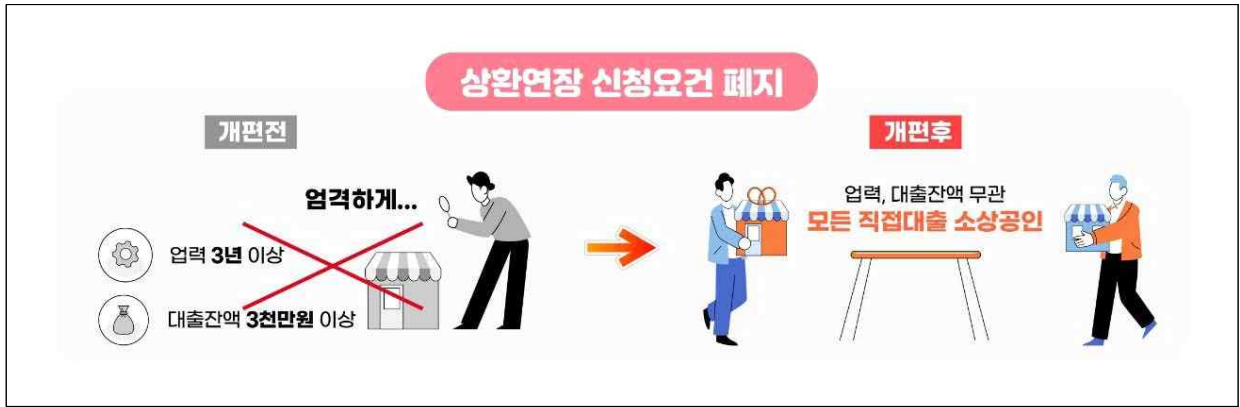 상환연장 신청요건 폐지
개편전
엄격하게...
업력 3년 이상
대출잔액 3천만원 이상
개편후
업력, 대출잔액 무관
모든 직접대출 소상공인